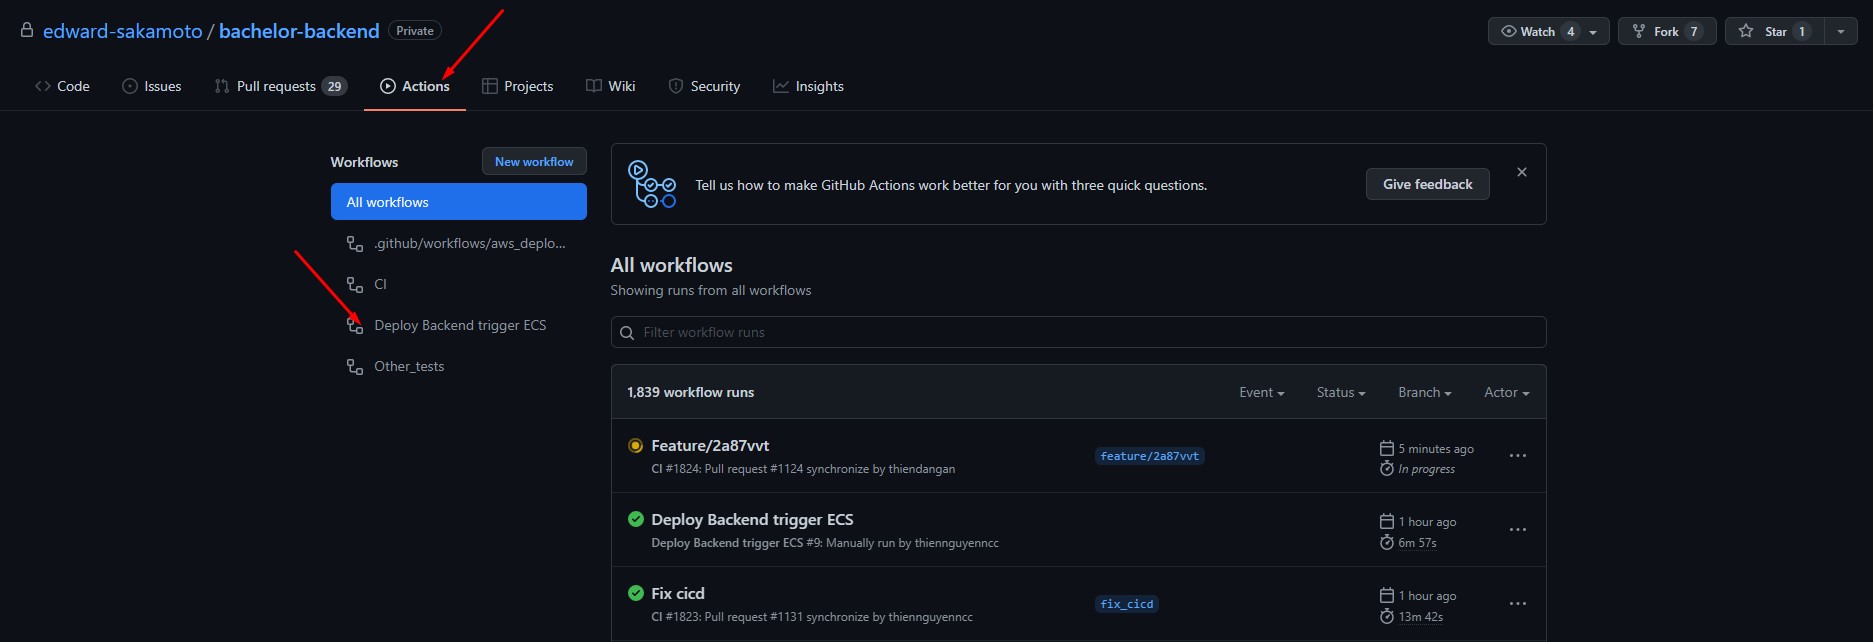 edward-sakamoto / bachelor-backend Private
Watch 4 Fork 7 Star 1
Code Issues Pull requests 29 Actions Projects Wiki Security Insights
Workflows New workflow
All workflows
.github/workflows/aws_deplo...
CI
Deploy Backend trigger ECS
Other_tests
Tell us how to make GitHub Actions work better for you with three quick questions. Give feedback
All workflows
Showing runs from all workflows
Filter workflow runs
1,839 workflow runs Event Status Branch Actor
Feature/2a87vvt
CI #1824: Pull request #1124 synchronize by thiendangan
feature/2a87vvt
5 minutes ago
In progress
Deploy Backend trigger ECS
Deploy Backend trigger ECS #9: Manually run by thiennguyenncc
1 hour ago
6m 57s
Fix cicd
CI #1823: Pull request #1131 synchronize by thiennguyenncc
fix_cicd
1 hour ago
13m 42s